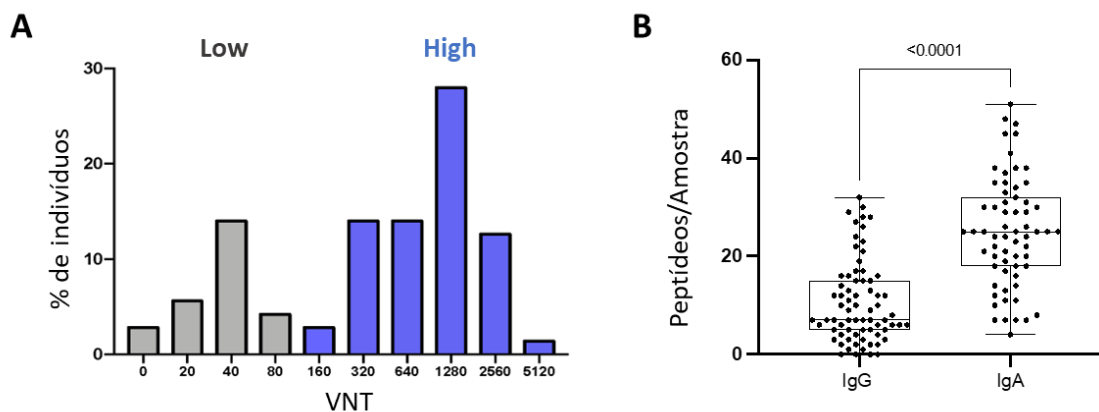 A
Low
High
% de invivíduos
30
20
10
0
0 20 40 80 160 320 640 1280 2560 5120
VNT
B
<0.0001
Peptídeos/Amostra
60
40
20
0
IgG IgA